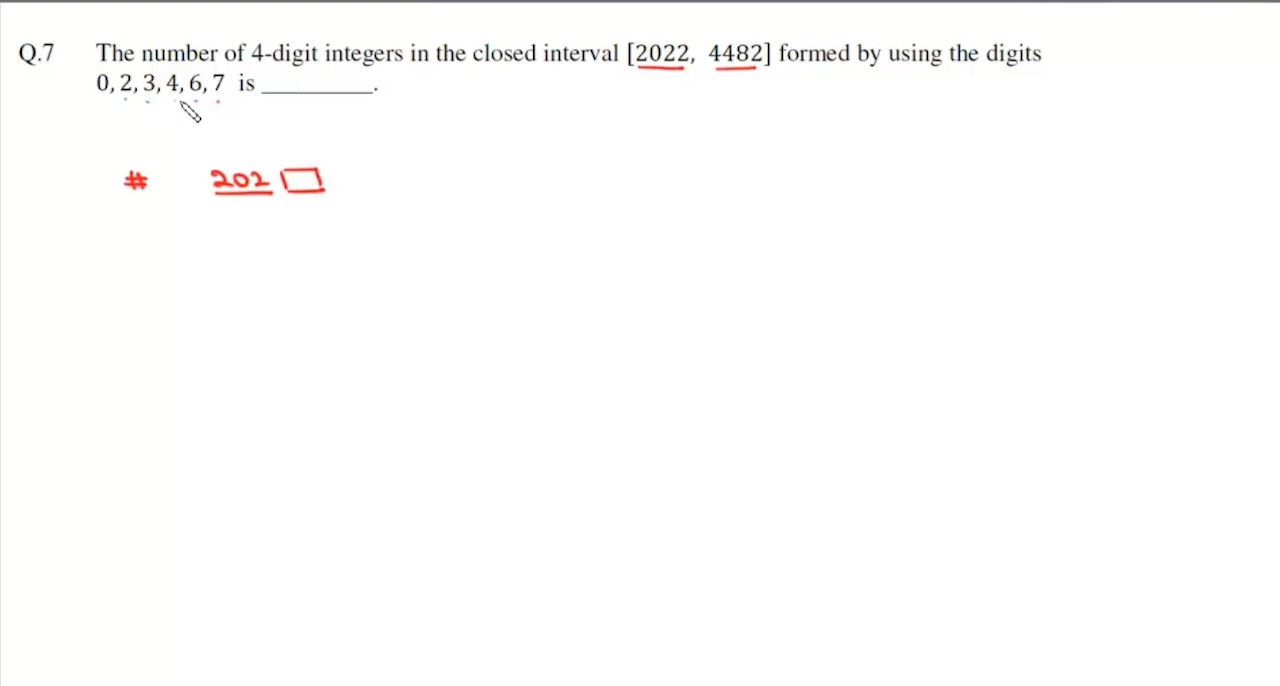 Q.7 The number of 4-digit integers in the closed interval [2022, 4482] formed by using the digits
0, 2, 3, 4, 6, 7 is __________.
# 202